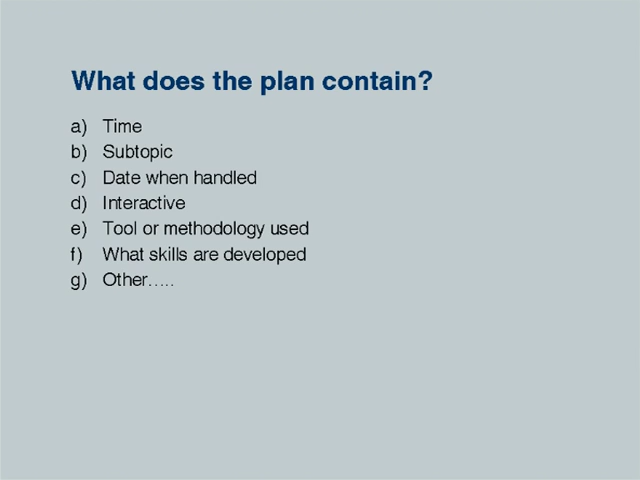 What does the plan contain?
a) Time
b) Subtopic
c) Date when handled
d) Interactive
e) Tool or methodology used
f) What skills are developed
g) Other…..